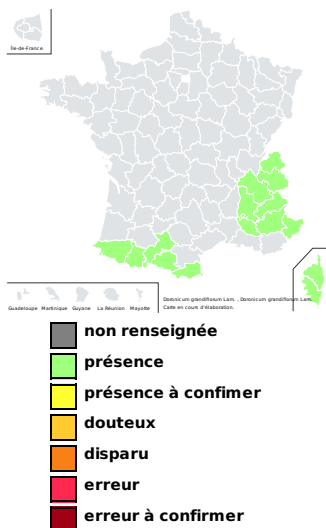 Île-de-France
Guadeloupe Martinique Guyane La Réunion Mayotte
Doronicum grandiflorum Lam. , Doronicum grandiflorum Lam.
Carte en cours d'élaboration.
non renseignée
présence
présence à confimer
douteux
disparu
erreur
erreur à confirmer